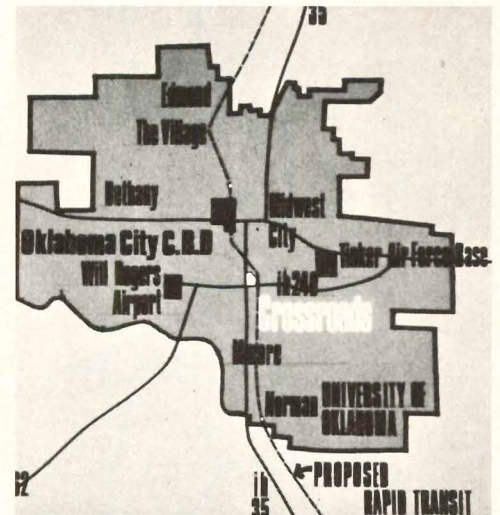 35
Edmond
The Village
Bethany
Midwest
City
Oklahoma City C.B.D
Tinker Air Force Base
Will Rogers
Airport
ih 240
Crossroads
Moore
Norman
UNIVERSITY OF
OKLAHOMA
62
ih
35
PROPOSED
RAPID TRANSIT